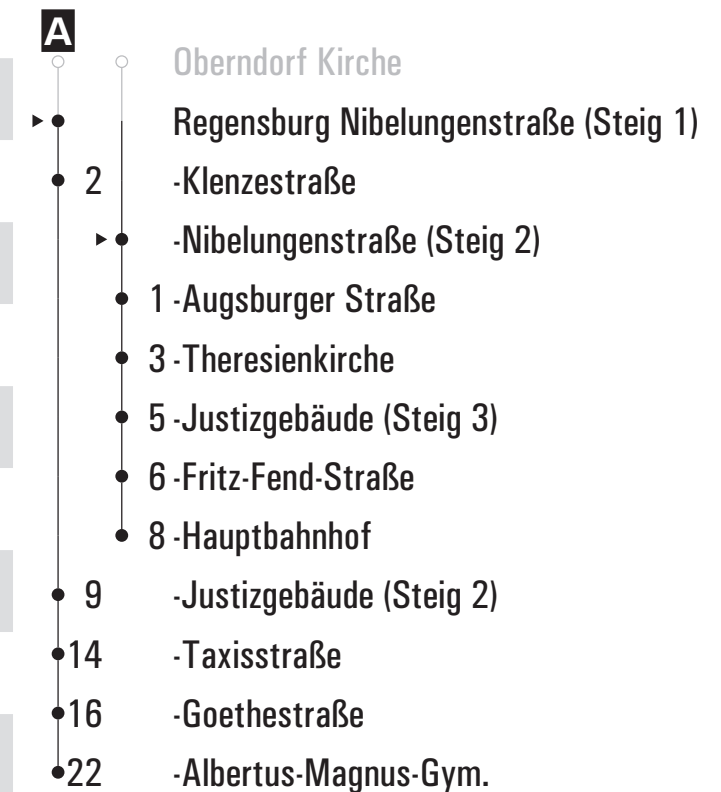 A
Oberndorf Kirche
Regensburg Nibelungenstraße (Steig 1)
2 -Klenzestraße
-Nibelungenstraße (Steig 2)
1 -Augsburger Straße
3 -Theresienkirche
5 -Justizgebäude (Steig 3)
6 -Fritz-Fend-Straße
8 -Hauptbahnhof
9 -Justizgebäude (Steig 2)
14 -Taxisstraße
16 -Goethestraße
22 -Albertus-Magnus-Gym.